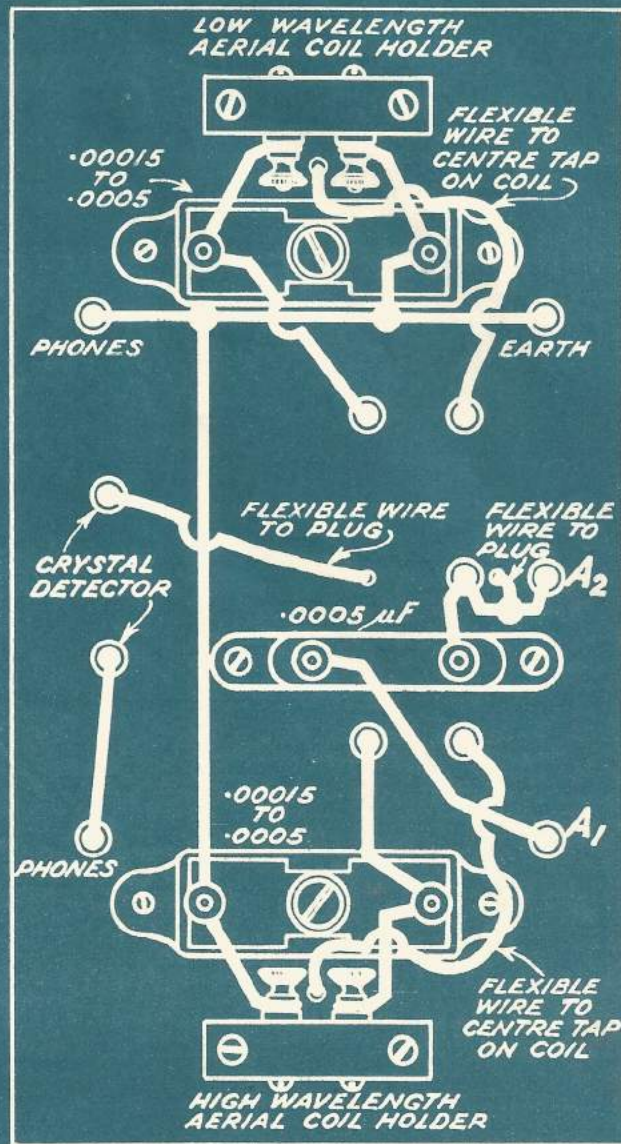 LOW WAVELENGTH
AERIAL COIL HOLDER
FLEXIBLE
WIRE TO
CENTRE TAP
ON COIL
.00015
TO
.0005
PHONES
EARTH
FLEXIBLE WIRE
TO PLUG
FLEXIBLE
WIRE TO
PLUG
CRYSTAL
DETECTOR
A2
.0005 µF
.00015
TO
.0005
A1
PHONES
FLEXIBLE
WIRE TO
CENTRE TAP
ON COIL
HIGH WAVELENGTH
AERIAL COIL HOLDER